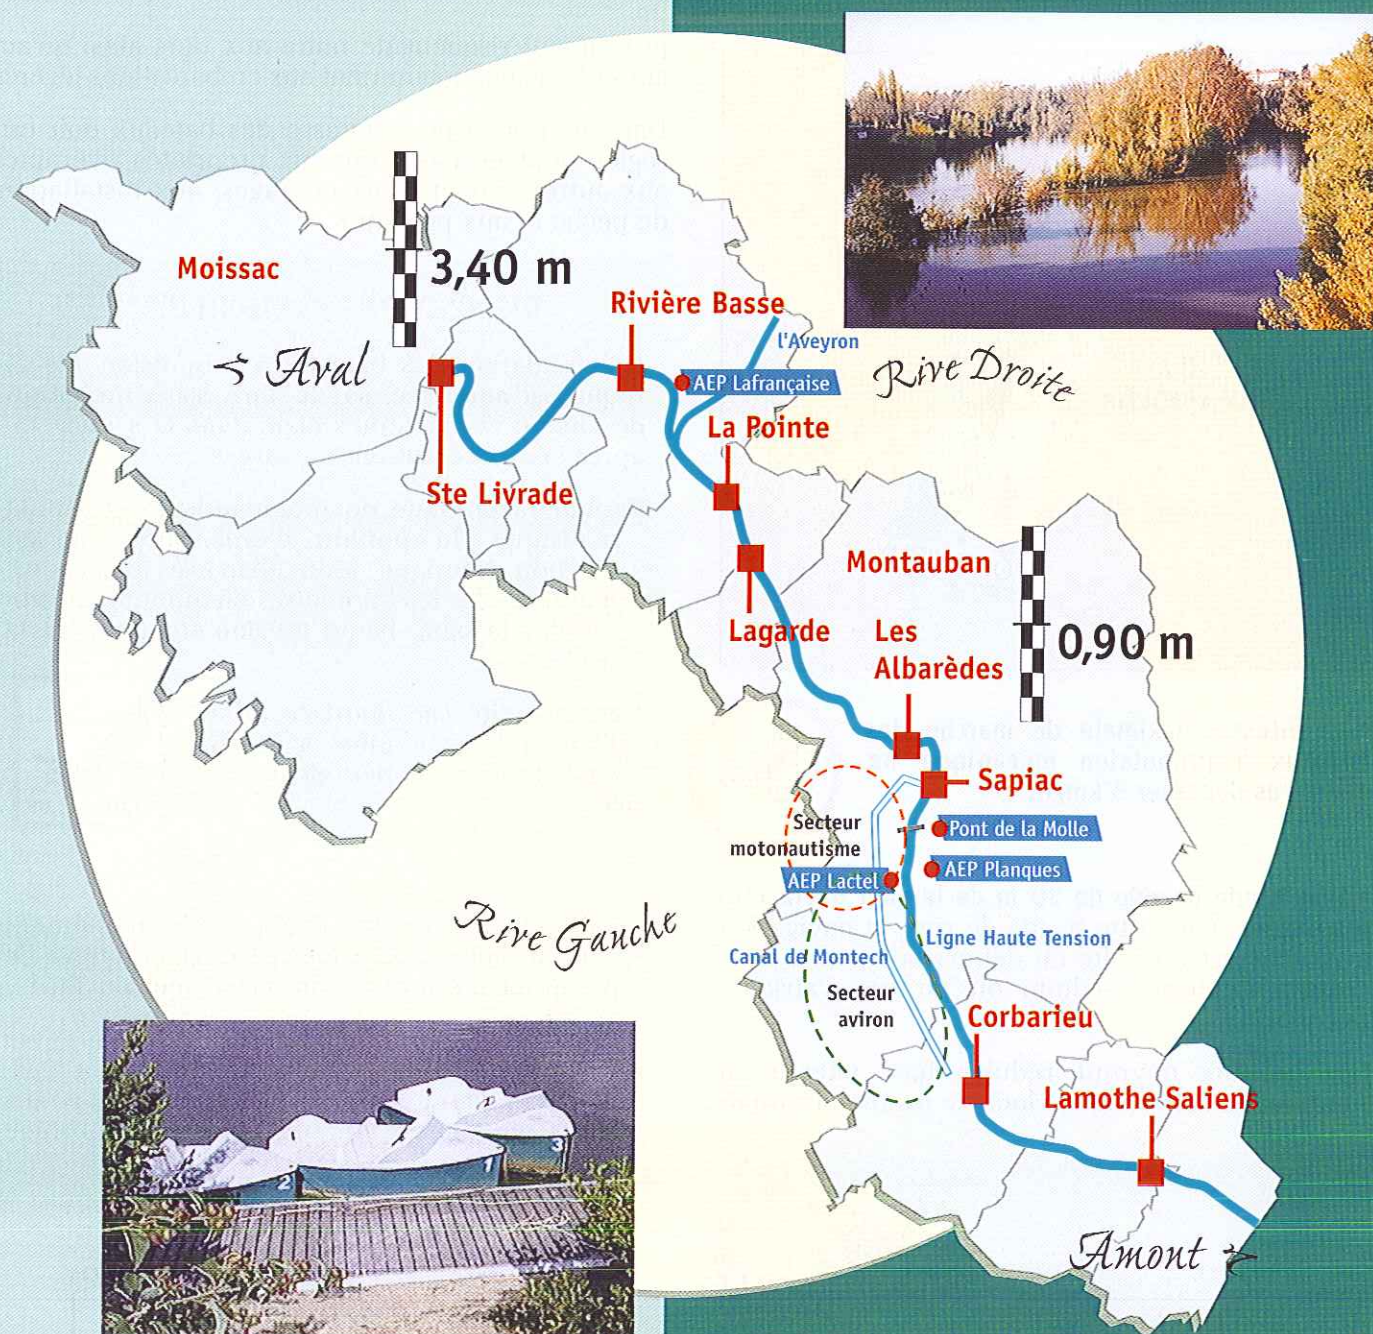 Moissac
3,40 m
Rivière Basse
l'Aveyron
Aval
AEP Lafrançaise
Rive Droite
La Pointe
Ste Livrade
Montauban
Lagarde
Les
Albarèdes
0,90 m
Sapiac
Secteur
motonautisme
Pont de la Molle
AEP Planques
AEP Lactel
Rive Gauche
Ligne Haute Tension
Canal de Montech
Secteur
aviron
Corbarieu
Lamothe Saliens
Amont
2
1
3
2